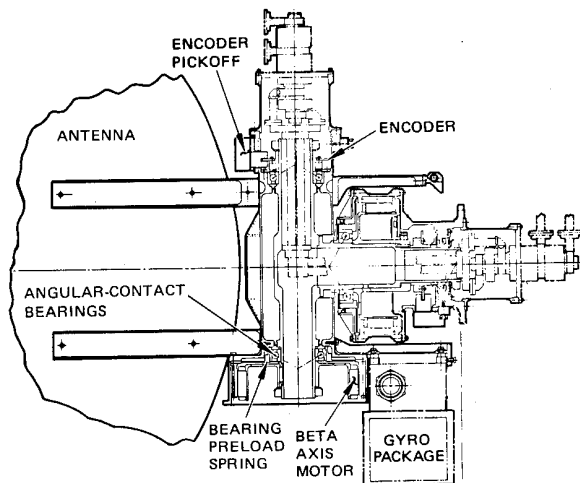 ENCODER
PICKOFF
ANTENNA
ENCODER
ANGULAR-CONTACT
BEARINGS
BEARING
PRELOAD
SPRING
BETA
AXIS
MOTOR
GYRO
PACKAGE